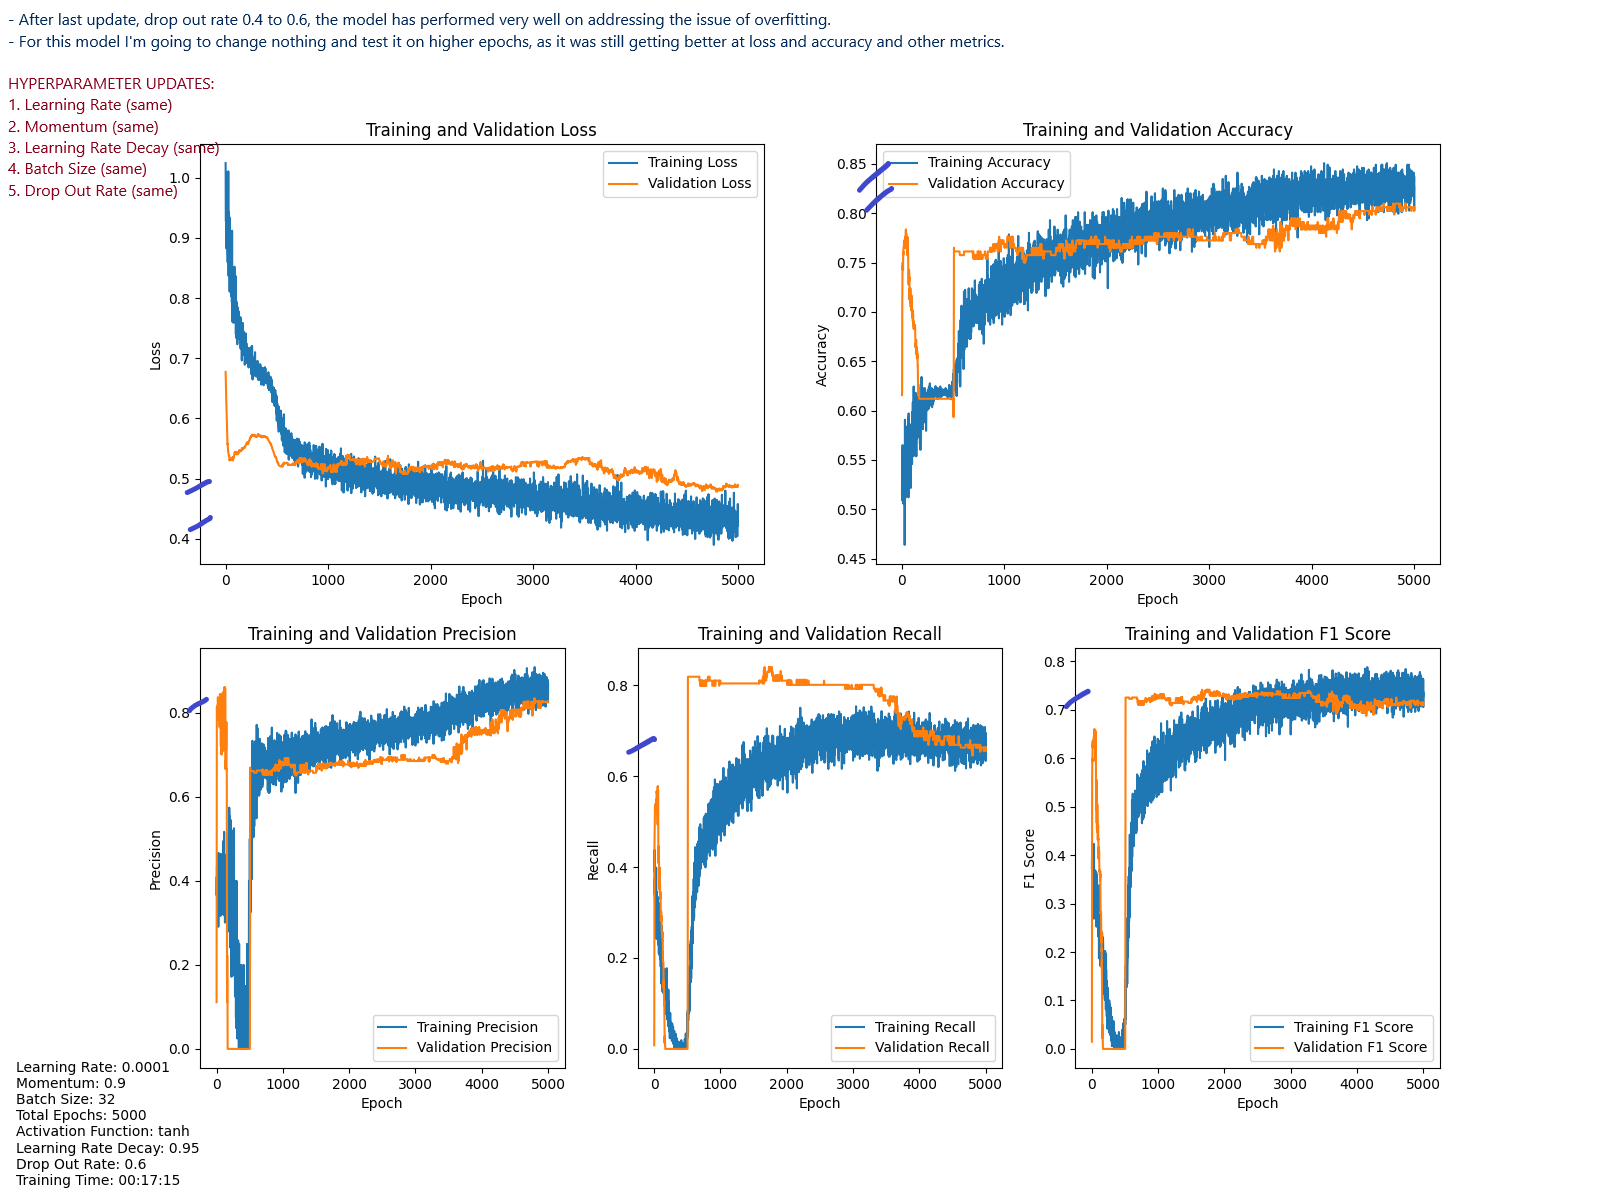 - After last update, drop out rate 0.4 to 0.6, the model has performed very well on addressing the issue of overfitting.
- For this model I'm going to change nothing and test it on higher epochs, as it was still getting better at loss and accuracy and other metrics.
HYPERPARAMETER UPDATES:
1. Learning Rate (same)
2. Momentum (same)
3. Learning Rate Decay (same)
4. Batch Size (same)
5. Drop Out Rate (same)
Training and Validation Loss
Training Loss
Validation Loss
1.0
0.9
0.8
0.7
0.6
0.5
0.4
Loss
0
1000
2000
3000
4000
5000
Epoch
Training and Validation Accuracy
Training Accuracy
Validation Accuracy
0.85
0.80
0.75
0.70
0.65
0.60
0.55
0.50
0.45
Accuracy
0
1000
2000
3000
4000
5000
Epoch
Training and Validation Precision
0.8
0.6
0.4
0.2
0.0
Precision
Training Precision
Validation Precision
0
1000
2000
3000
4000
5000
Epoch
Training and Validation Recall
0.8
0.6
0.4
0.2
0.0
Recall
Training Recall
Validation Recall
0
1000
2000
3000
4000
5000
Epoch
Training and Validation F1 Score
0.8
0.7
0.6
0.5
0.4
0.3
0.2
0.1
0.0
F1 Score
Training F1 Score
Validation F1 Score
0
1000
2000
3000
4000
5000
Epoch
Learning Rate: 0.0001
Momentum: 0.9
Batch Size: 32
Total Epochs: 5000
Activation Function: tanh
Learning Rate Decay: 0.95
Drop Out Rate: 0.6
Training Time: 00:17:15